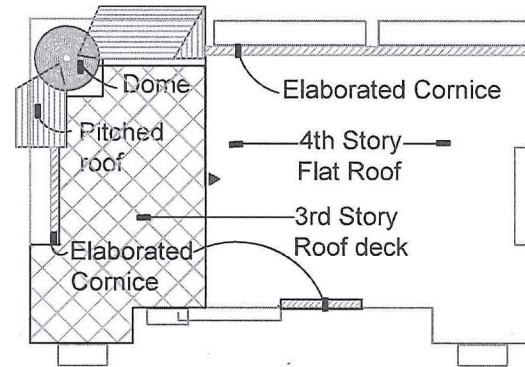 Dome
Elaborated Cornice
Pitched
roof
4th Story
Flat Roof
3rd Story
Roof deck
Elaborated
Cornice